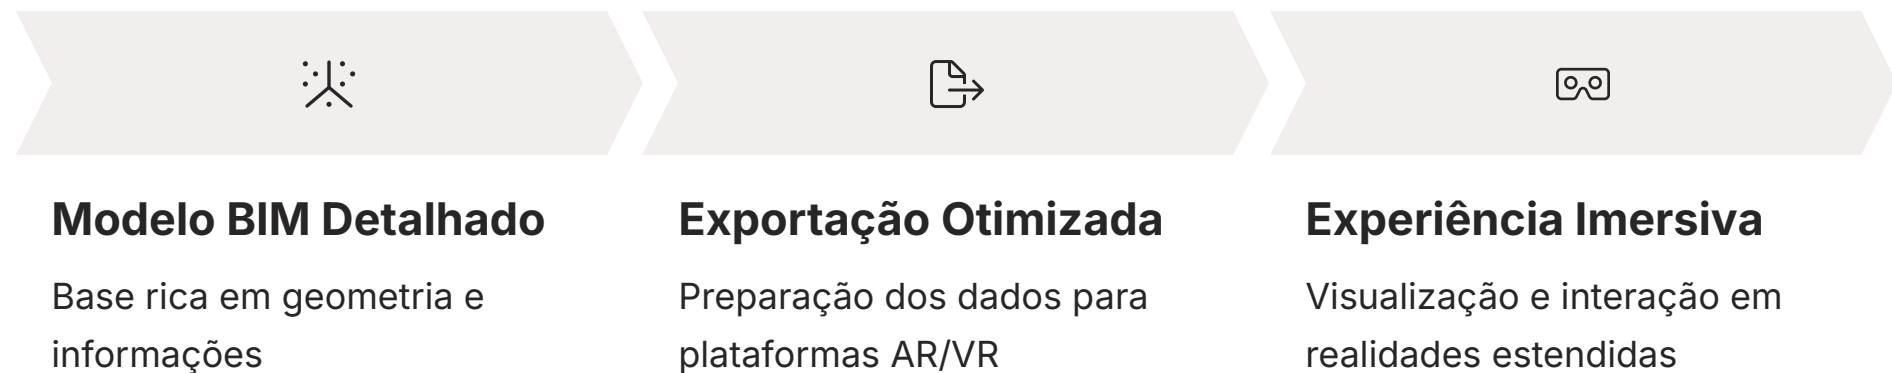 Modelo BIM Detalhado
Base rica em geometria e
informações
Exportação Otimizada
Preparação dos dados para
plataformas AR/VR
Experiência Imersiva
Visualização e interação em
realidades estendidas